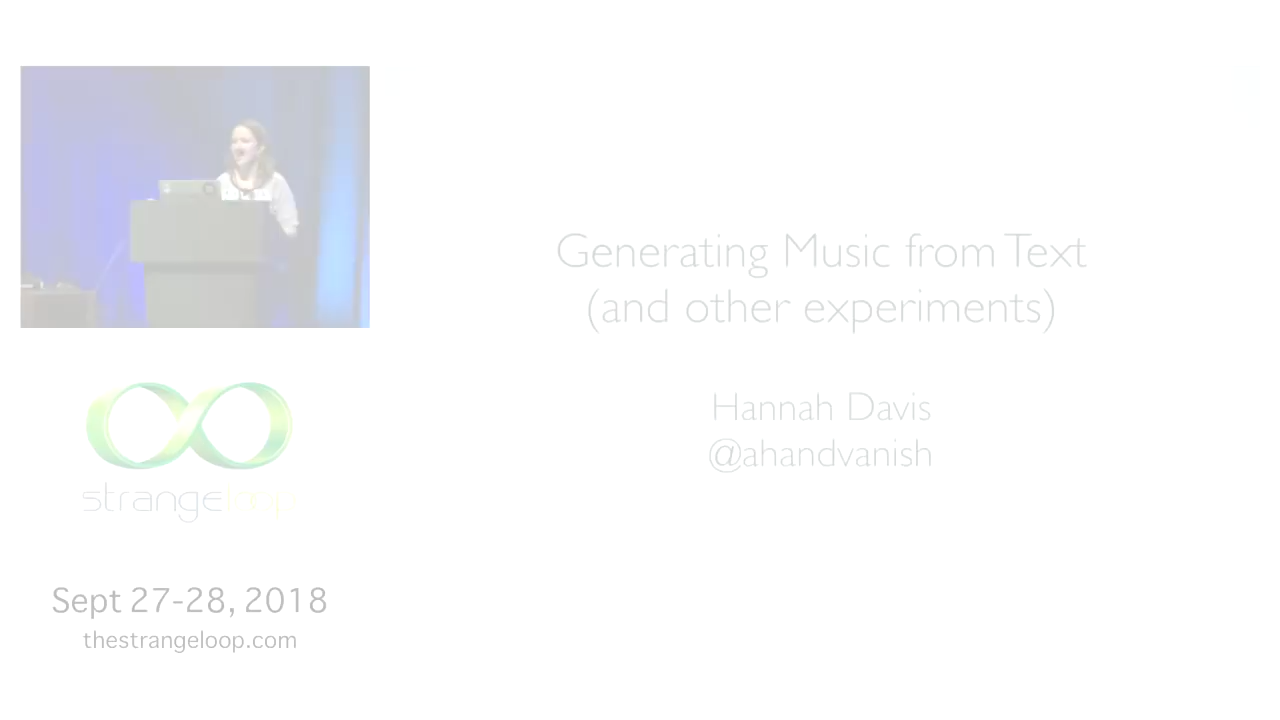 Generating Music from Text
(and other experiments)
Hannah Davis
@ahandvanish
strangeloop
Sept 27-28, 2018
thestrangeloop.com